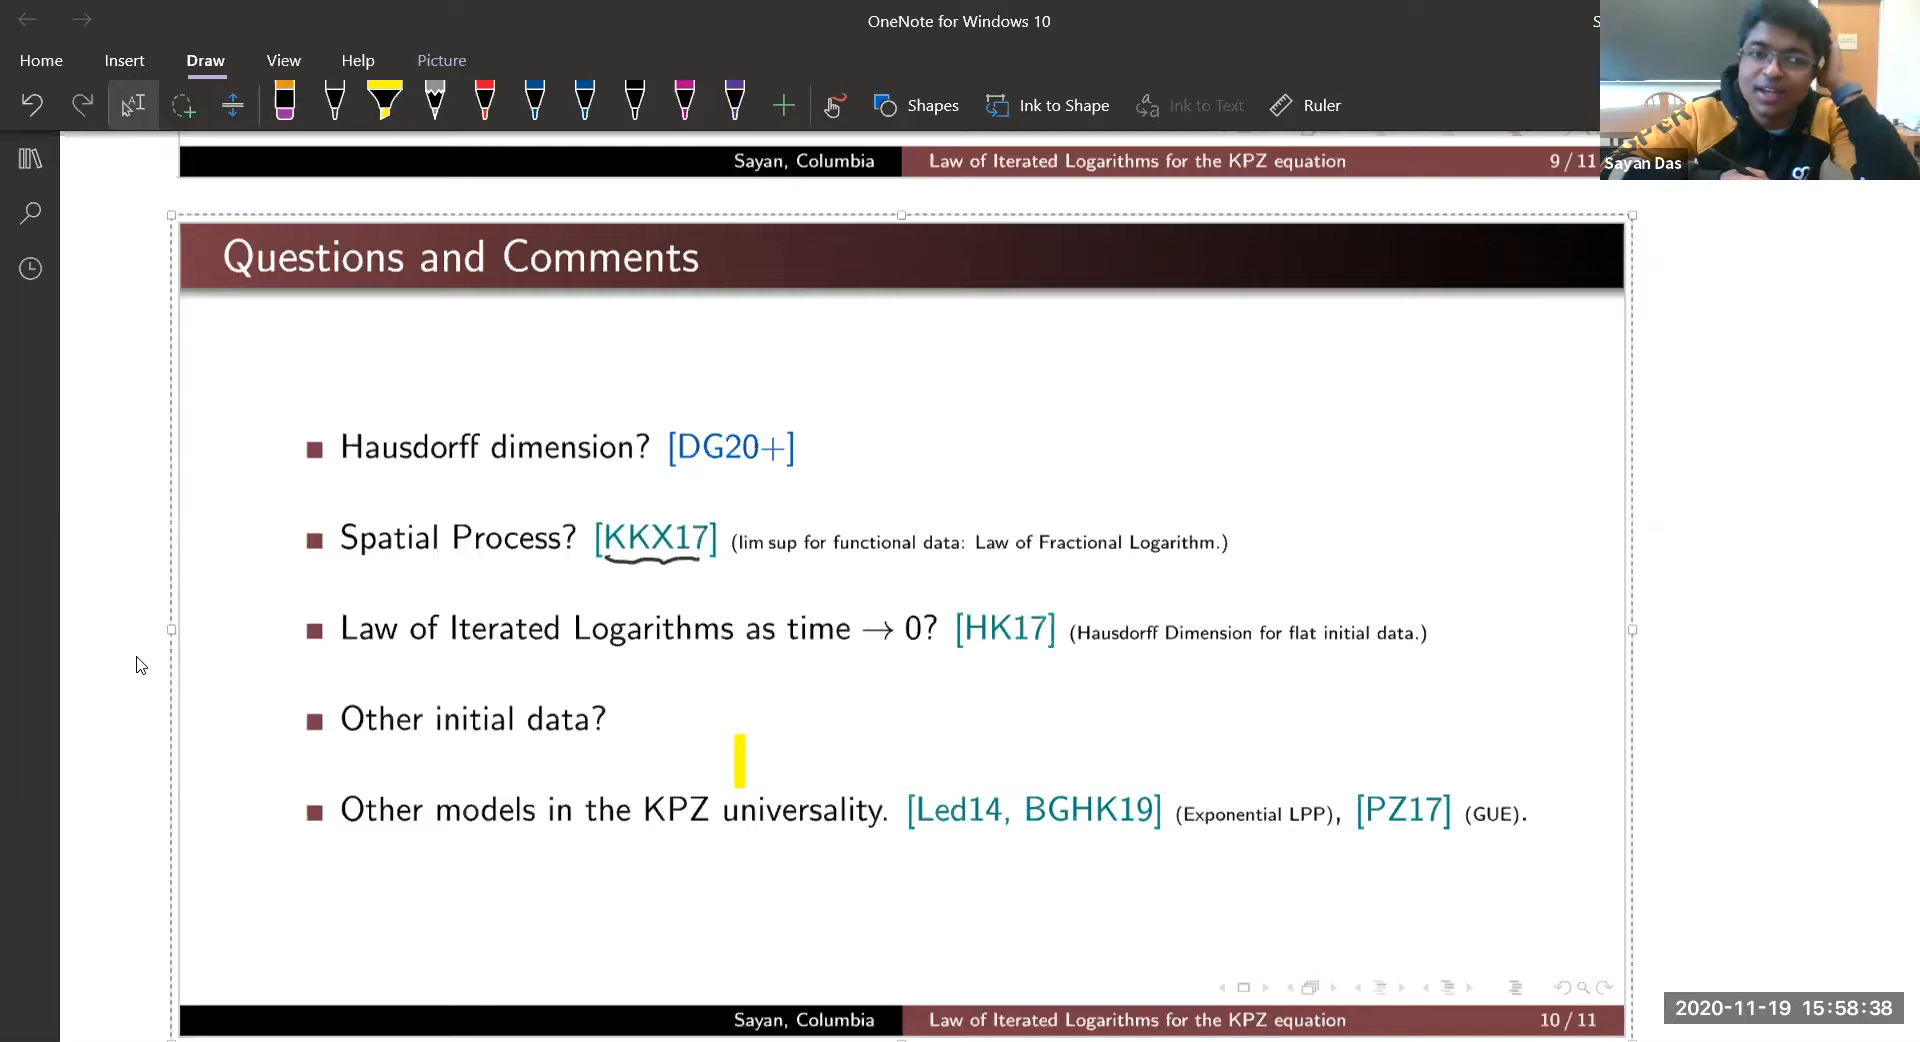 OneNote for Windows 10
S
Home Insert Draw View Help Picture
Shapes Ink to Shape Ink to Text Ruler
Sayan, Columbia Law of Iterated Logarithms for the KPZ equation 9 / 11
Sayan Das
Questions and Comments
Hausdorff dimension? [DG20+]
Spatial Process? [KKX17] (lim sup for functional data: Law of Fractional Logarithm.)
Law of Iterated Logarithms as time → 0? [HK17] (Hausdorff Dimension for flat initial data.)
Other initial data?
Other models in the KPZ universality. [Led14, BGHK19] (Exponential LPP), [PZ17] (GUE).
Sayan, Columbia Law of Iterated Logarithms for the KPZ equation 10 / 11
2020-11-19 15:58:38